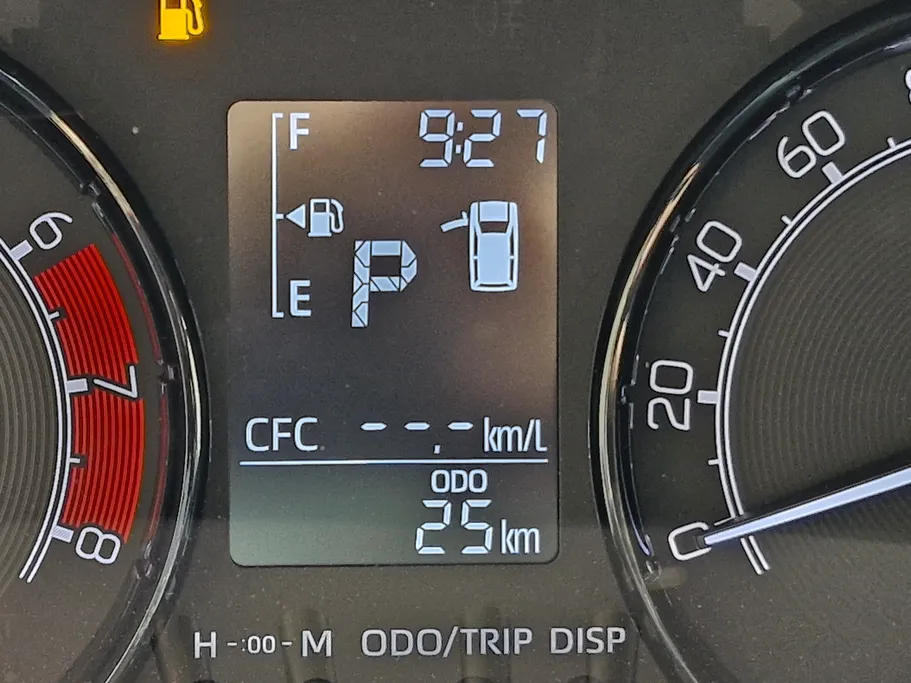 F 9:27
P
E
CFC --.- km/L
ODO
25 km
H -:00- M ODO/TRIP DISP
6
7
8
0
20
40
60